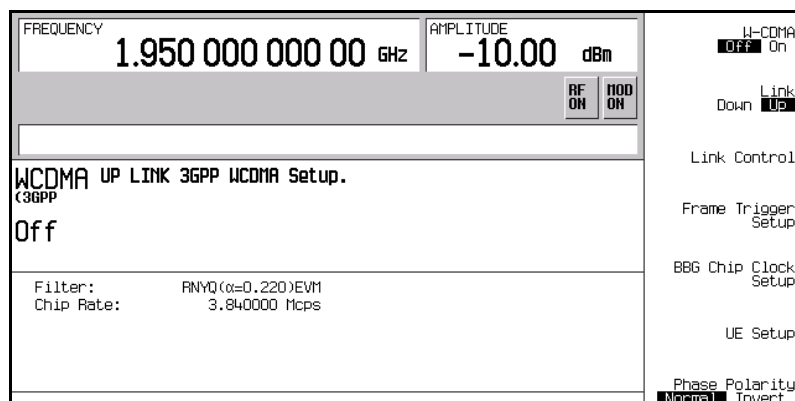 FREQUENCY
1.950 000 000 00 GHz
AMPLITUDE
-10.00 dBm
RF ON
MOD ON
WCDMA UP LINK 3GPP WCDMA Setup.
(3GPP
Off
Filter: RNYQ(α=0.220)EVM
Chip Rate: 3.840000 Mcps
W-CDMA
Off On
Link
Down Up
Link Control
Frame Trigger
Setup
BBG Chip Clock
Setup
UE Setup
Phase Polarity
Normal Invert